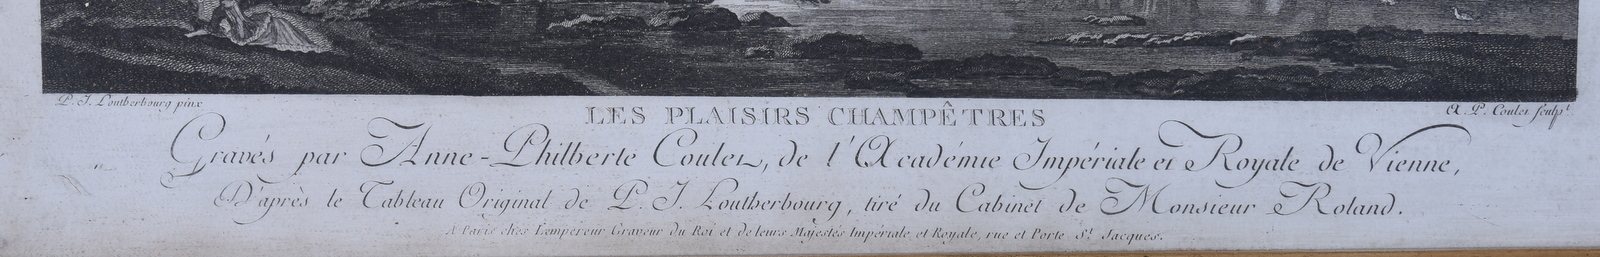 P. J. Loutherbourg pinx
LES PLAISIRS CHAMPÊTRES
A. P. Coulet sculp.t
Gravés par Anne-Philberte Coulet, de l'Académie Impériale et Royale de Vienne,
D'après le Tableau Original de P. J. Loutherbourg, tiré du Cabinet de Monsieur Roland.
A Paris chés Lempereur Graveur du Roi et de leurs Majestés Impériale et Royale, rue et Porte St. Jacques.